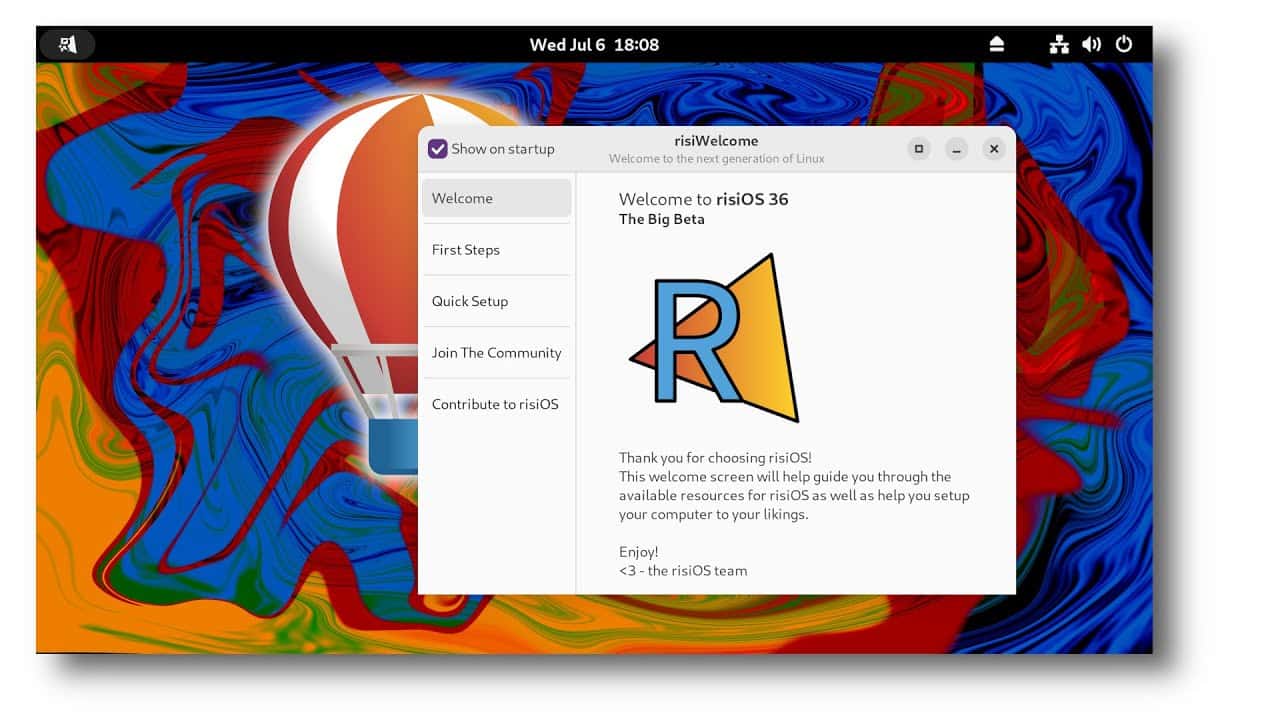 Wed Jul 6 18:08
Show on startup
risiWelcome
Welcome to the next generation of Linux
Welcome
First Steps
Quick Setup
Join The Community
Contribute to risiOS
Welcome to risiOS 36
The Big Beta
R
Thank you for choosing risiOS!
This welcome screen will help guide you through the
available resources for risiOS as well as help you setup
your computer to your likings.
Enjoy!
<3 - the risiOS team